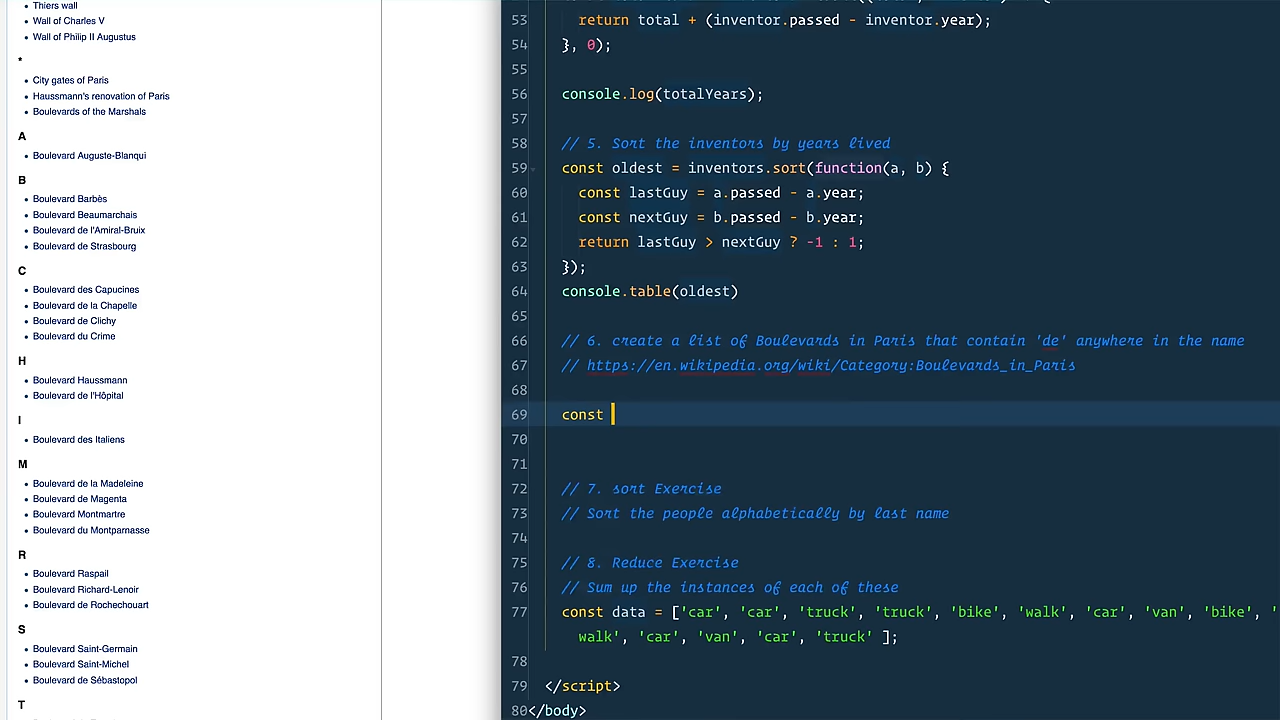 Thiers wall
Wall of Charles V
Wall of Philip II Augustus
*
City gates of Paris
Haussmann's renovation of Paris
Boulevards of the Marshals
A
Boulevard Auguste-Blanqui
B
Boulevard Barbès
Boulevard Beaumarchais
Boulevard de l'Amiral-Bruix
Boulevard de Strasbourg
C
Boulevard des Capucines
Boulevard de la Chapelle
Boulevard de Clichy
Boulevard du Crime
H
Boulevard Haussmann
Boulevard de l'Hôpital
I
Boulevard des Italiens
M
Boulevard de la Madeleine
Boulevard de Magenta
Boulevard Montmartre
Boulevard du Montparnasse
R
Boulevard Raspail
Boulevard Richard-Lenoir
Boulevard de Rochechouart
S
Boulevard Saint-Germain
Boulevard Saint-Michel
Boulevard de Sébastopol
T
53 return total + (inventor.passed - inventor.year);
54 }, 0);
55
56 console.log(totalYears);
57
58 // 5. Sort the inventors by years lived
59 const oldest = inventors.sort(function(a, b) {
60 const lastGuy = a.passed - a.year;
61 const nextGuy = b.passed - b.year;
62 return lastGuy > nextGuy ? -1 : 1;
63 });
64 console.table(oldest)
65
66 // 6. create a list of Boulevards in Paris that contain 'de' anywhere in the name
67 // https://en.wikipedia.org/wiki/Category:Boulevards_in_Paris
68
69 const
70
71
72 // 7. sort Exercise
73 // Sort the people alphabetically by last name
74
75 // 8. Reduce Exercise
76 // Sum up the instances of each of these
77 const data = ['car', 'car', 'truck', 'truck', 'bike', 'walk', 'car', 'van', 'bike', '
walk', 'car', 'van', 'car', 'truck' ];
78
79 </script>
80 </body>